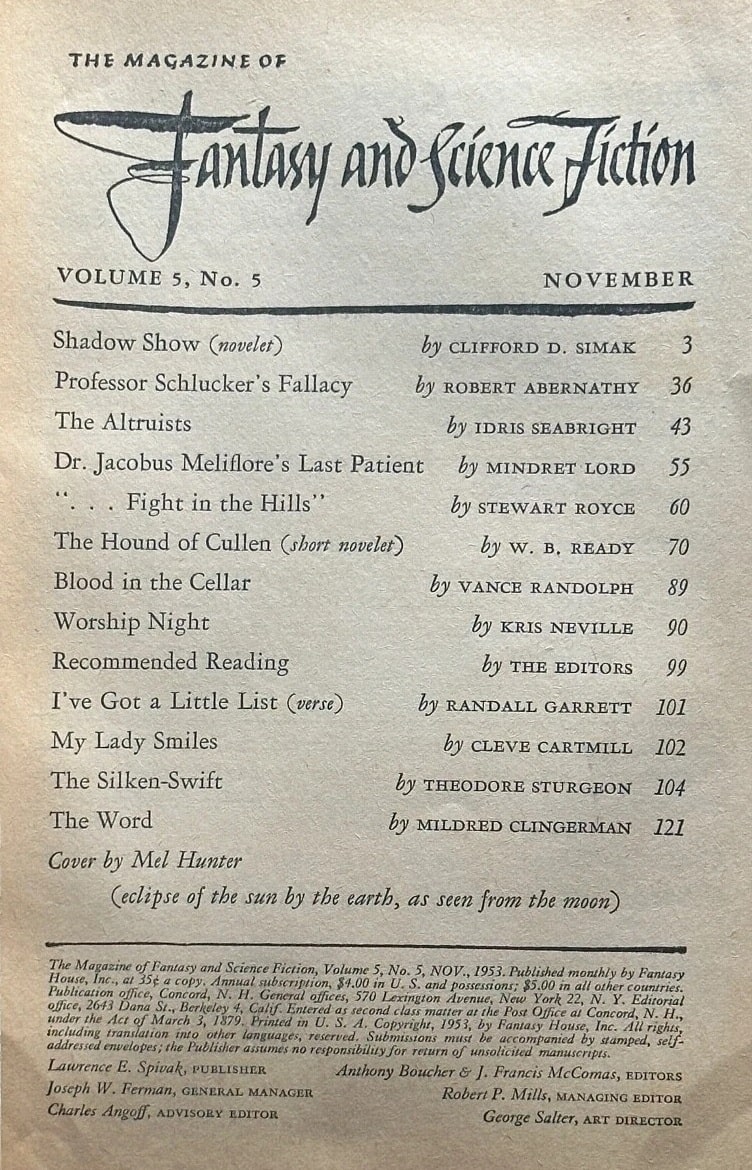 THE MAGAZINE OF
Fantasy and Science Fiction
VOLUME 5, No. 5 NOVEMBER
Shadow Show (novelet) by CLIFFORD D. SIMAK 3
Professor Schlucker's Fallacy by ROBERT ABERNATHY 36
The Altruists by IDRIS SEABRIGHT 43
Dr. Jacobus Meliflore's Last Patient by MINDRET LORD 55
“. . . Fight in the Hills” by STEWART ROYCE 60
The Hound of Cullen (short novelet) by W. B. READY 70
Blood in the Cellar by VANCE RANDOLPH 89
Worship Night by KRIS NEVILLE 90
Recommended Reading by THE EDITORS 99
I've Got a Little List (verse) by RANDALL GARRETT 101
My Lady Smiles by CLEVE CARTMILL 102
The Silken-Swift by THEODORE STURGEON 104
The Word by MILDRED CLINGERMAN 121
Cover by Mel Hunter
(eclipse of the sun by the earth, as seen from the moon)
The Magazine of Fantasy and Science Fiction, Volume 5, No. 5, NOV., 1953. Published monthly by Fantasy
House, Inc., at 35¢ a copy. Annual subscription, $4.00 in U. S. and possessions; $5.00 in all other countries.
Publication office, Concord, N. H. General offices, 570 Lexington Avenue, New York 22, N. Y. Editorial
office, 2643 Dana St., Berkeley 4, Calif. Entered as second class matter at the Post Office at Concord, N. H.,
under the Act of March 3, 1879. Printed in U. S. A. Copyright, 1953, by Fantasy House, Inc. All rights,
including translation into other languages, reserved. Submissions must be accompanied by stamped, self-
addressed envelopes; the Publisher assumes no responsibility for return of unsolicited manuscripts.
Lawrence E. Spivak, PUBLISHER Anthony Boucher & J. Francis McComas, EDITORS
Joseph W. Ferman, GENERAL MANAGER Robert P. Mills, MANAGING EDITOR
Charles Angoff, ADVISORY EDITOR George Salter, ART DIRECTOR